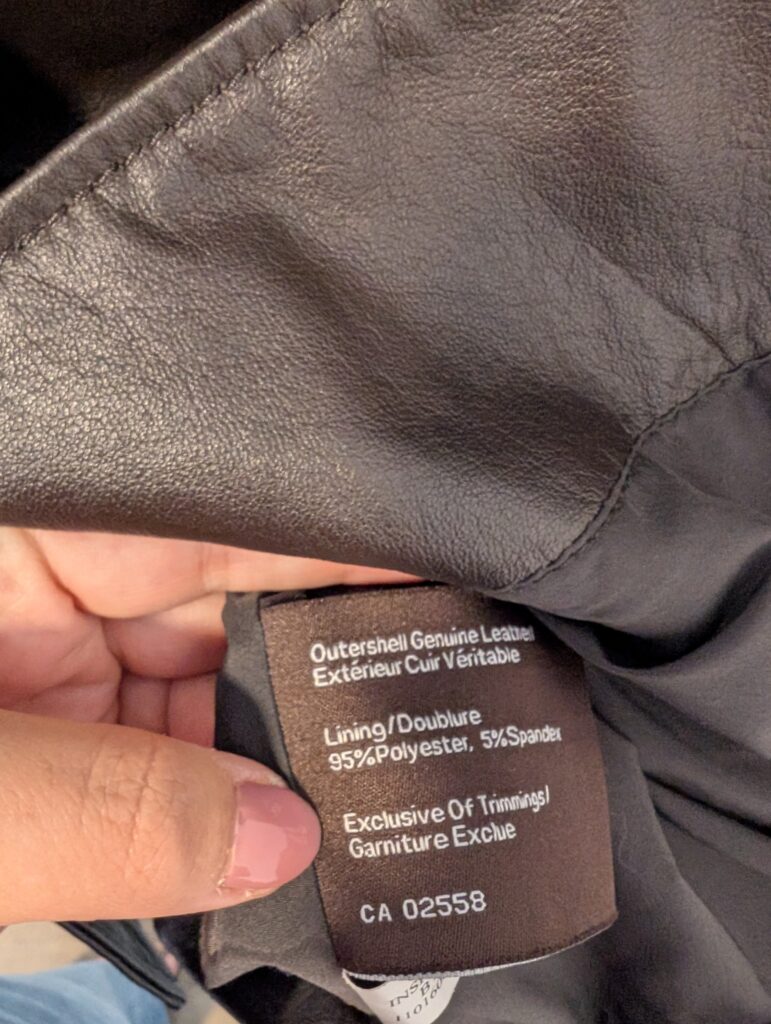 Outershell Genuine Leather
Extérieur Cuir Véritable
Lining/Doublure
95%Polyester, 5%Spandex
Exclusive Of Trimmings/
Garniture Exclue
CA 02558